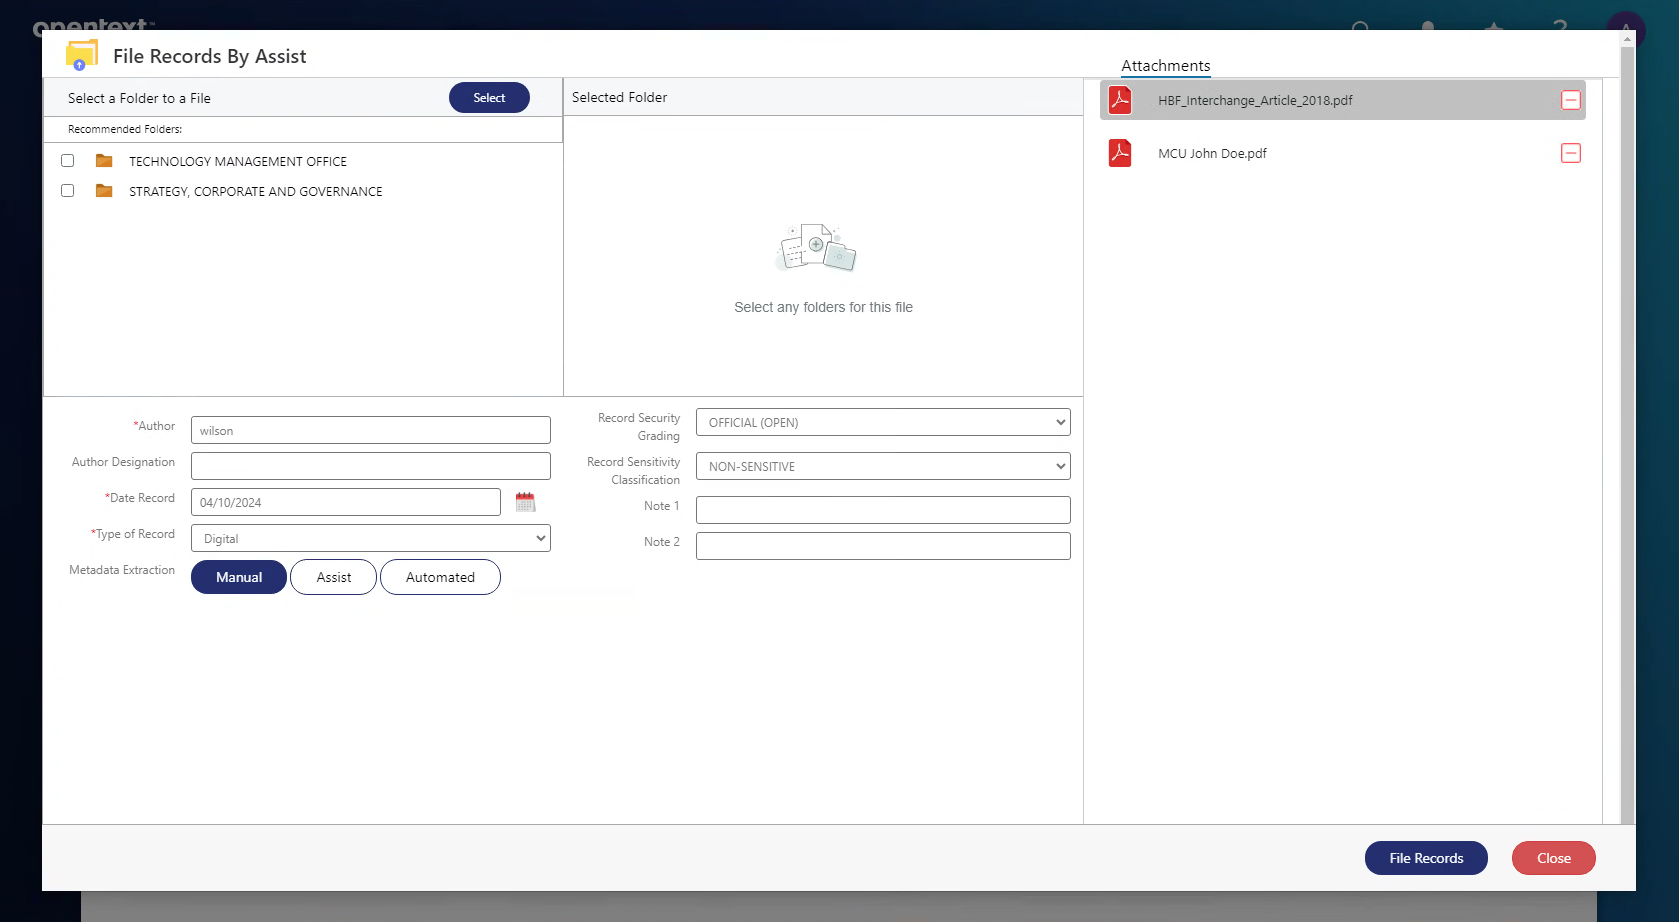 opentext™
File Records By Assist
Attachments
Select a Folder to a File
Select
Selected Folder
Recommended Folders:
TECHNOLOGY MANAGEMENT OFFICE
STRATEGY, CORPORATE AND GOVERNANCE
Select any folders for this file
HBF_Interchange_Article_2018.pdf
MCU John Doe.pdf
*Author
wilson
Author Designation
*Date Record
04/10/2024
*Type of Record
Digital
Metadata Extraction
Manual
Assist
Automated
Record Security
Grading
OFFICIAL (OPEN)
Record Sensitivity
Classification
NON-SENSITIVE
Note 1
Note 2
File Records
Close